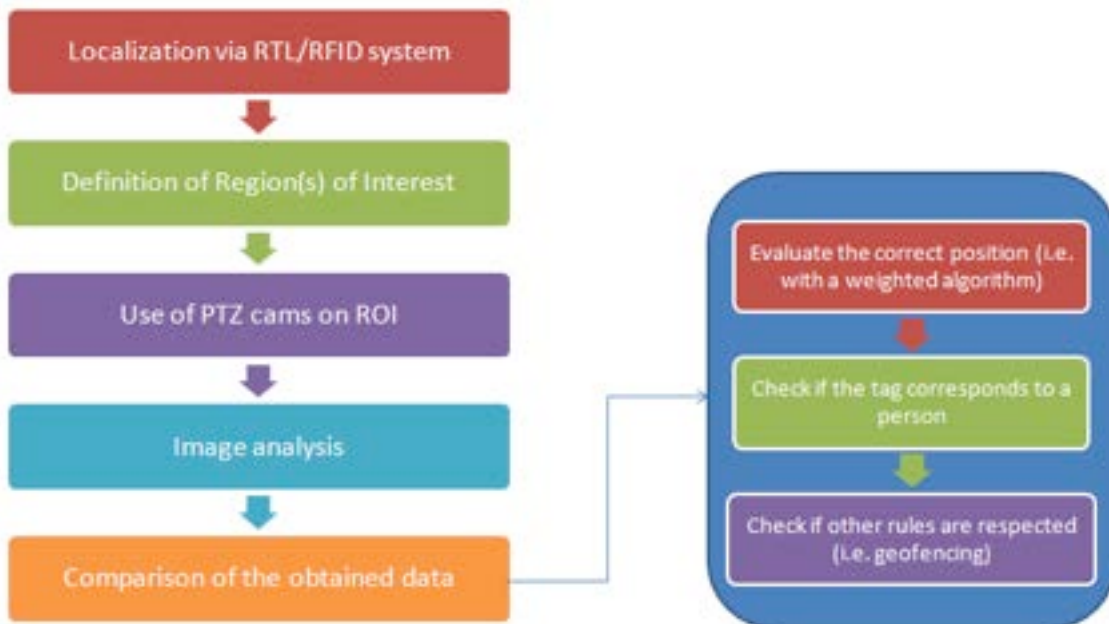 Localization via RTL/RFID system
Definition of Region(s) of Interest
Use of PTZ cams on ROI
Image analysis
Comparison of the obtained data
Evaluate the correct position (i.e.
with a weighted algorithm)
Check if the tag corresponds to a
person
Check if other rules are respected
(i.e. geofencing)